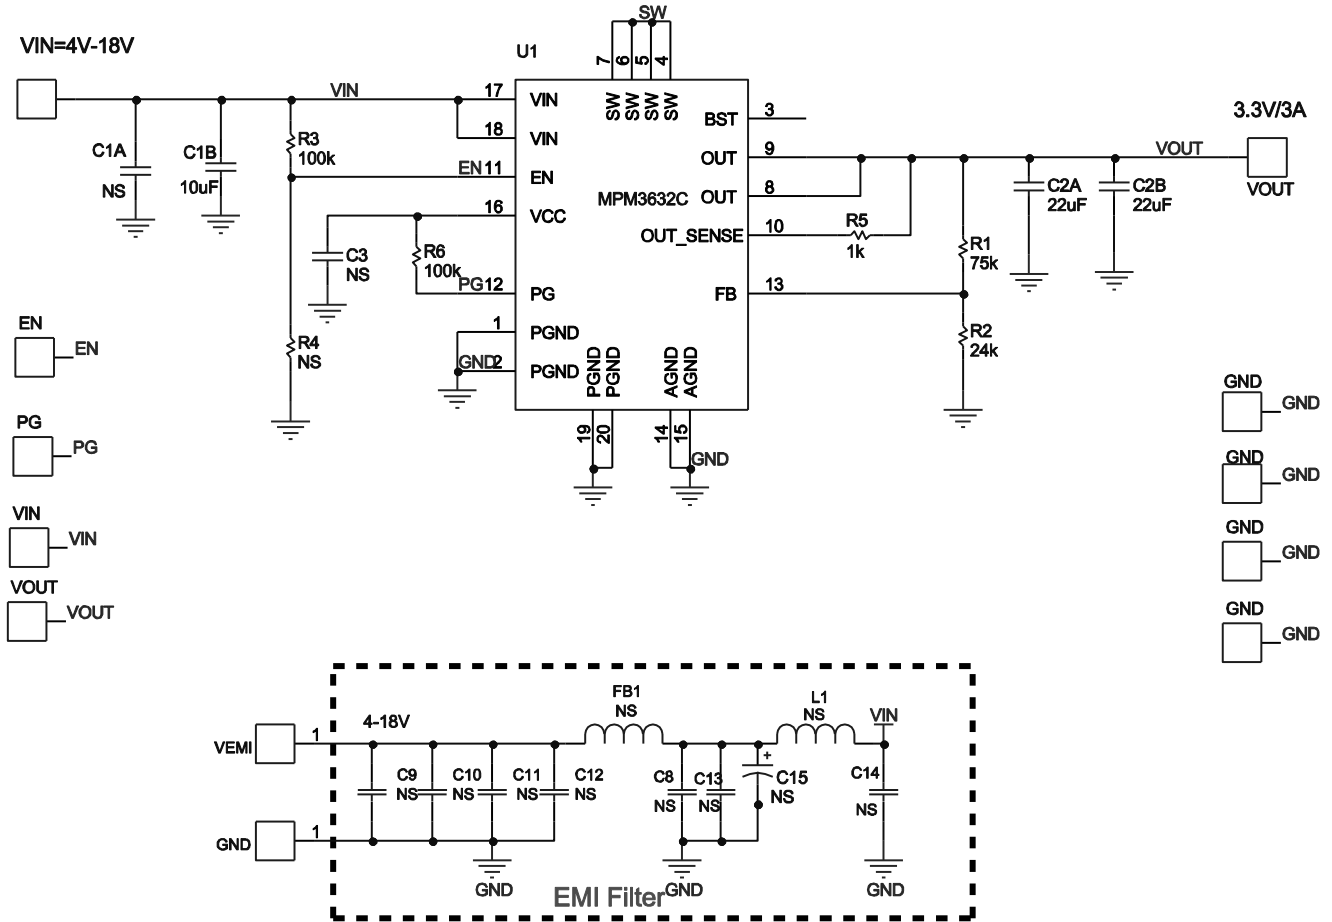 SW
VIN=4V-18V
U1
7
6
5
4
SW
SW
SW
SW
VIN
17
VIN
18
VIN
EN
11
EN
16
VCC
PG
12
PG
1
PGND
GND
2
PGND
BST
3
OUT
9
MPM3632C
OUT
8
OUT_SENSE
10
FB
13
PGND
PGND
AGND
AGND
19
20
14
15
GND
C1A
NS
C1B
10uF
R3
100k
C3
NS
R6
100k
R4
NS
R5
1k
R1
75k
R2
24k
C2A
22uF
C2B
22uF
3.3V/3A
VOUT
VOUT
EN
EN
PG
PG
VIN
VIN
VOUT
VOUT
GND
GND
GND
GND
GND
GND
GND
GND
VEMI
1
4-18V
FB1
NS
L1
NS
VIN
C9
NS
C10
NS
C11
NS
C12
NS
C8
NS
C13
NS
+
C15
NS
C14
NS
GND
1
GND
GND
GND
EMI Filter